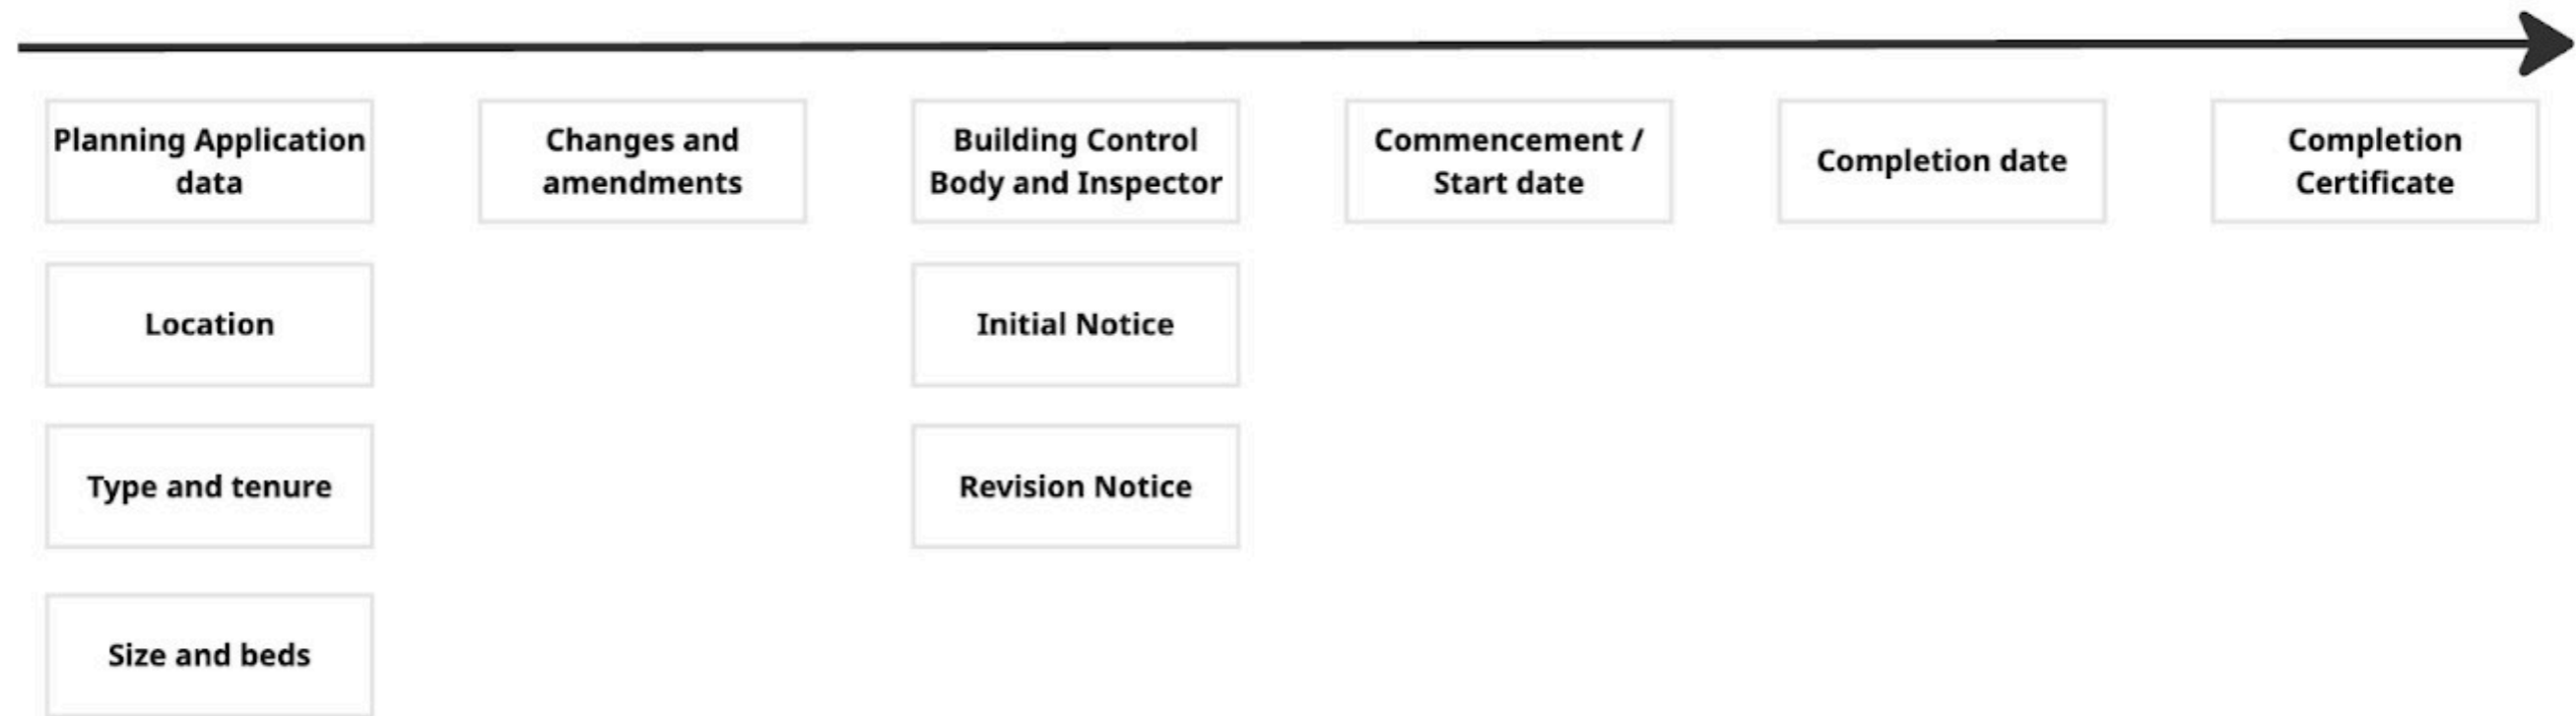 Planning Application
data
Changes and
amendments
Building Control
Body and Inspector
Commencement /
Start date
Completion date
Completion
Certificate
Location
Initial Notice
Type and tenure
Revision Notice
Size and beds